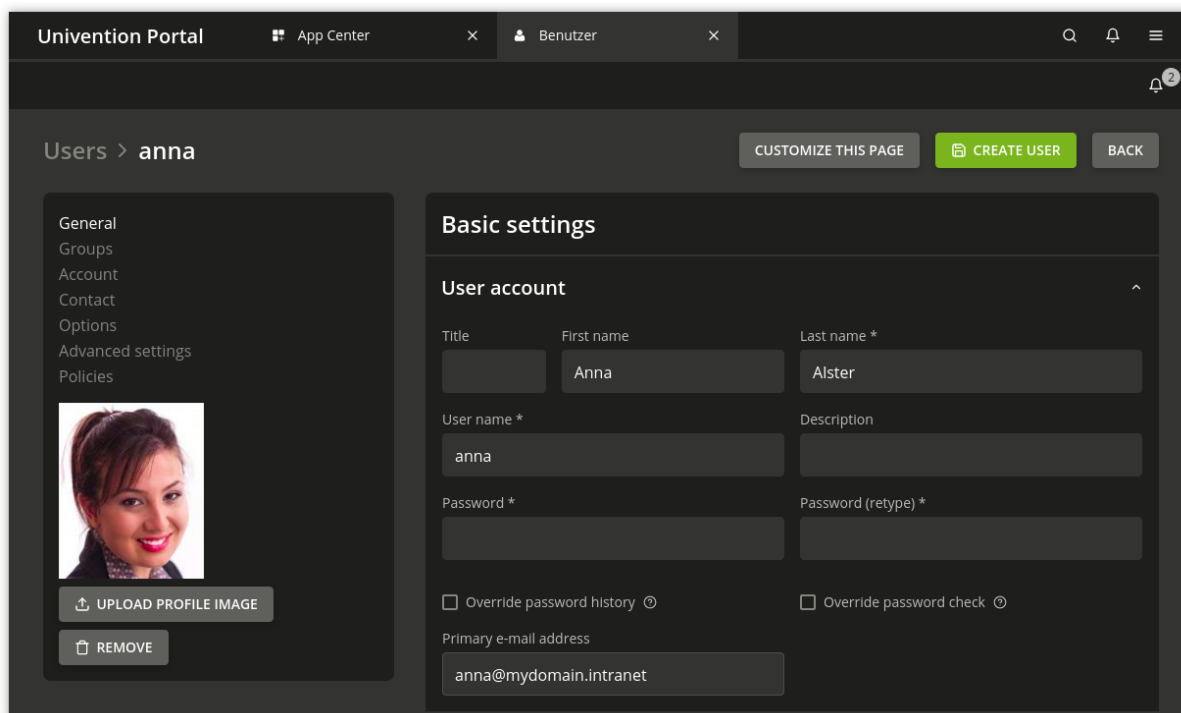 Univention Portal App Center Benutzer
2
Users > anna CUSTOMIZE THIS PAGE CREATE USER BACK
General
Groups
Account
Contact
Options
Advanced settings
Policies
UPLOAD PROFILE IMAGE
REMOVE
Basic settings
User account
Title First name Last name *
Anna Alster
User name * Description
anna
Password * Password (retype) *
Override password history Override password check
Primary e-mail address
anna@mydomain.intranet